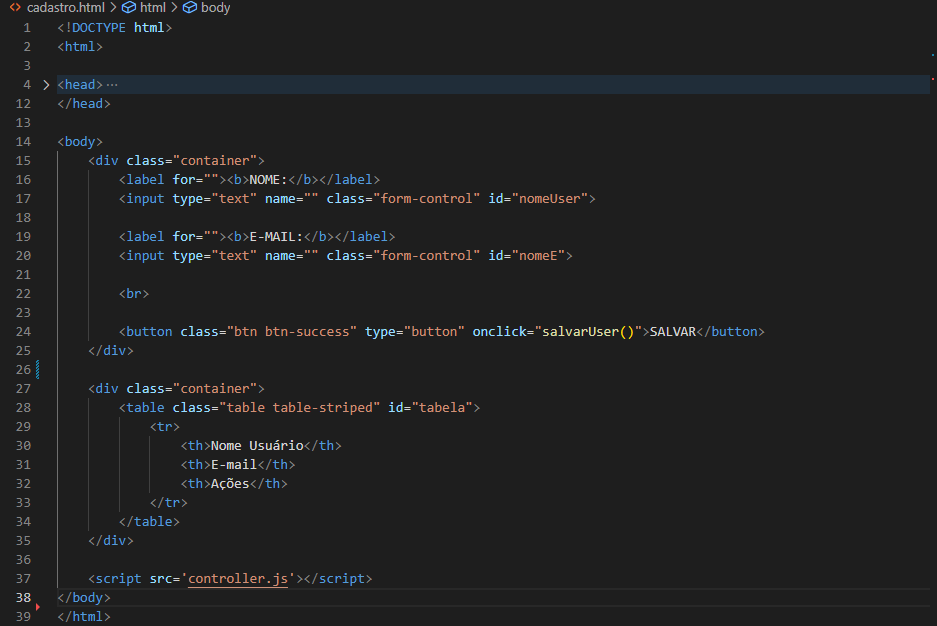 <> cadastro.html > html > body
1 <!DOCTYPE html>
2 <html>
3
4 > <head> ...
12 </head>
13
14 <body>
15     <div class="container">
16         <label for=""><b>NOME:</b></label>
17         <input type="text" name="" class="form-control" id="nomeUser">
18
19         <label for=""><b>E-MAIL:</b></label>
20         <input type="text" name="" class="form-control" id="nomeE">
21
22         <br>
23
24         <button class="btn btn-success" type="button" onclick="salvarUser()">SALVAR</button>
25     </div>
26
27     <div class="container">
28         <table class="table table-striped" id="tabela">
29             <tr>
30                 <th>Nome Usuário</th>
31                 <th>E-mail</th>
32                 <th>Ações</th>
33             </tr>
34         </table>
35     </div>
36
37     <script src='controller.js'></script>
38 </body>
39 </html>